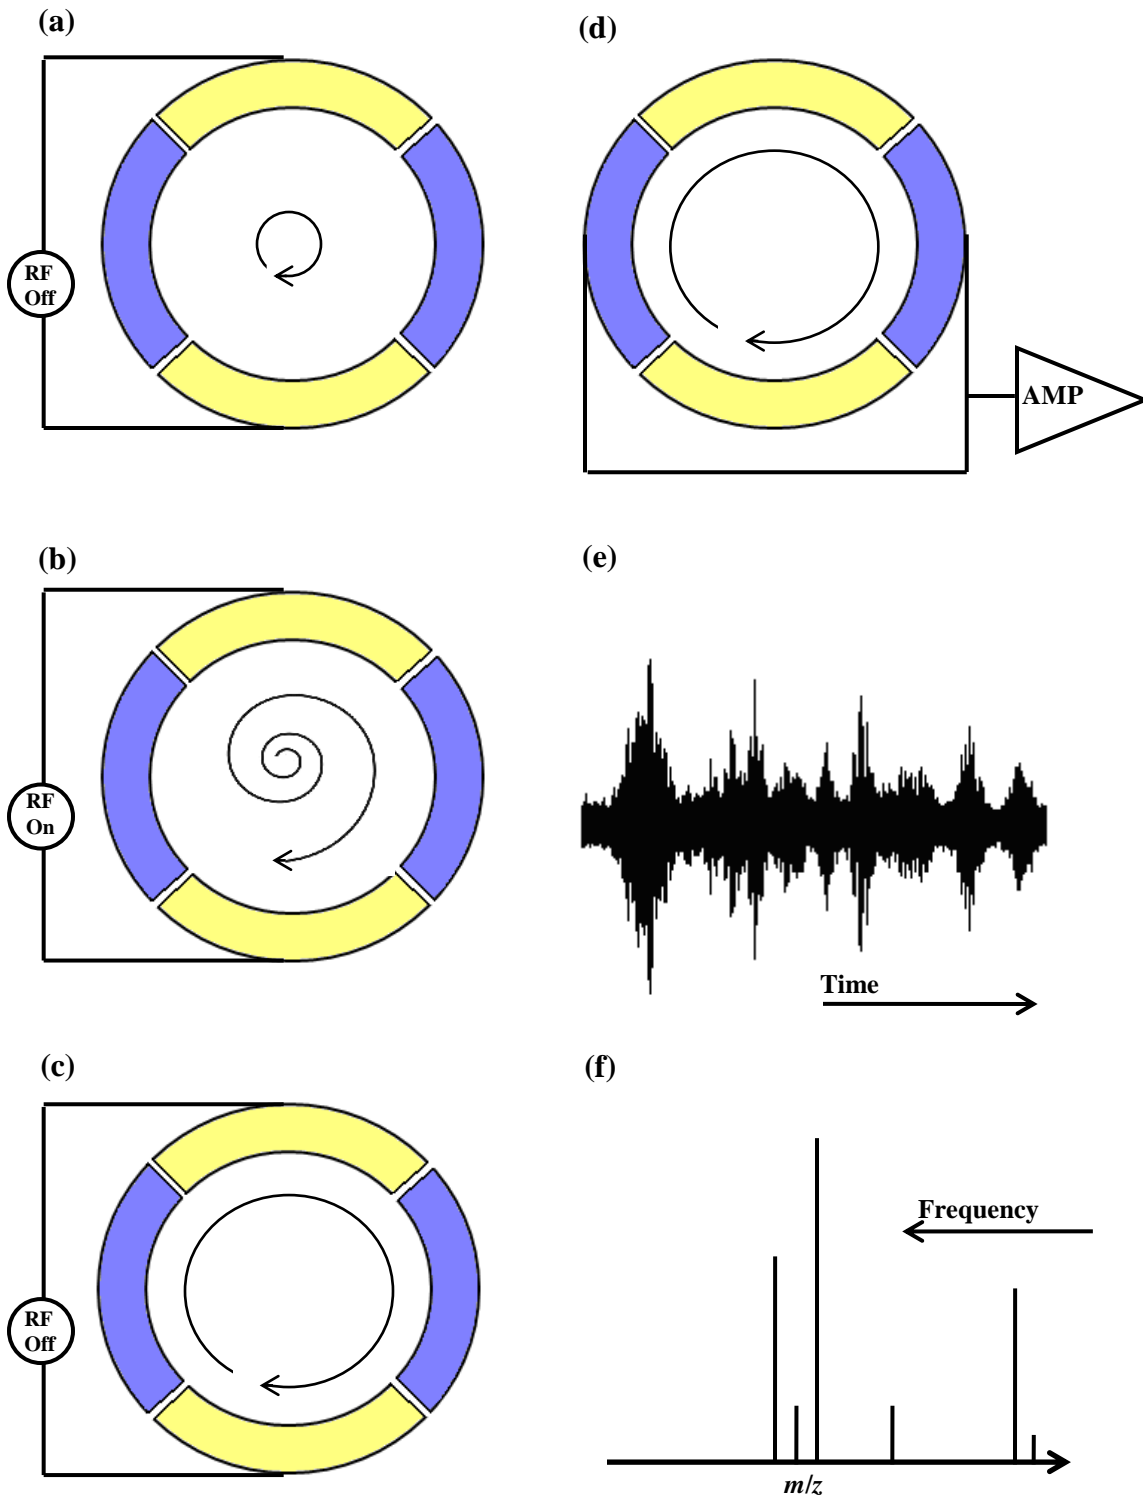 (a)
RF
Off
(b)
RF
On
(c)
RF
Off
(d)
AMP
(e)
Time
(f)
Frequency
m/z